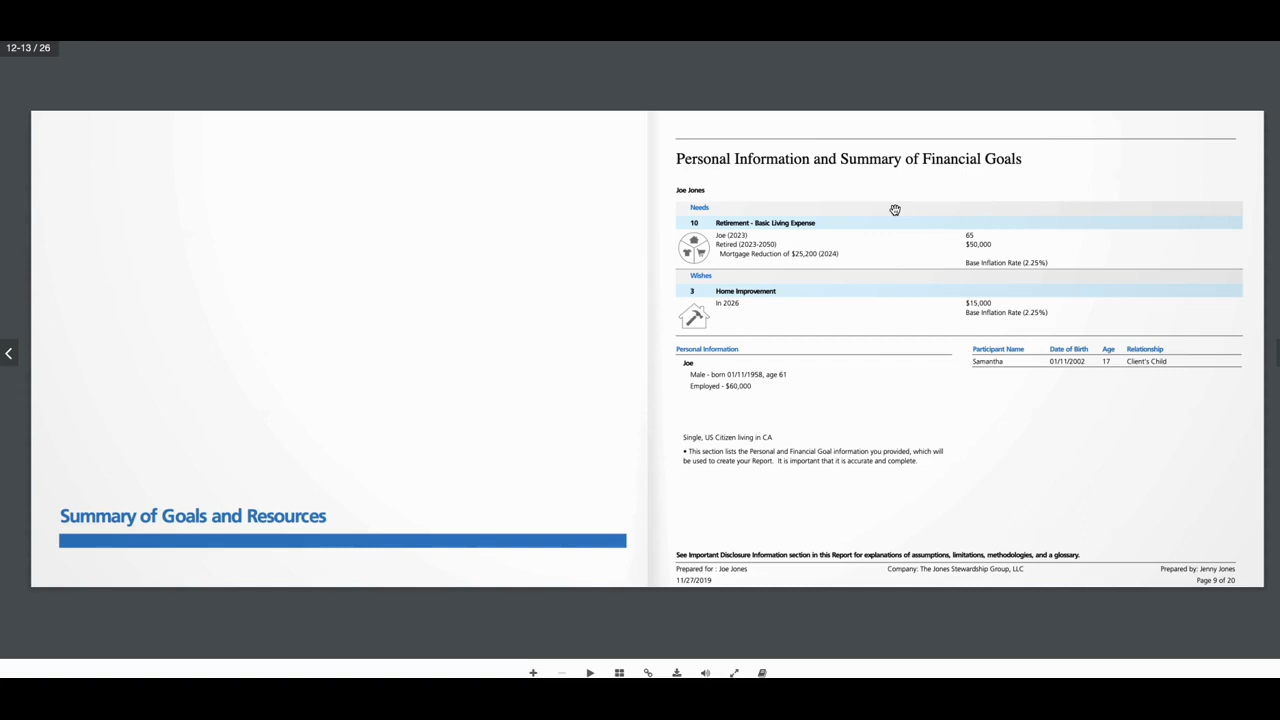 12-13 / 26
Summary of Goals and Resources
Personal Information and Summary of Financial Goals
Joe Jones
Needs
10 Retirement - Basic Living Expense
Joe (2023) 65
Retired (2023-2050) $50,000
Mortgage Reduction of $25,200 (2024)
Base Inflation Rate (2.25%)
Wishes
3 Home Improvement
In 2026 $15,000
Base Inflation Rate (2.25%)
Personal Information
Joe
Male - born 01/11/1958, age 61
Employed - $60,000
Participant Name Date of Birth Age Relationship
Samantha 01/11/2002 17 Client's Child
Single, US Citizen living in CA
• This section lists the Personal and Financial Goal information you provided, which will
be used to create your Report. It is important that it is accurate and complete.
See Important Disclosure Information section in this Report for explanations of assumptions, limitations, methodologies, and a glossary.
Prepared for : Joe Jones Company: The Jones Stewardship Group, LLC Prepared by: Jenny Jones
11/27/2019 Page 9 of 20